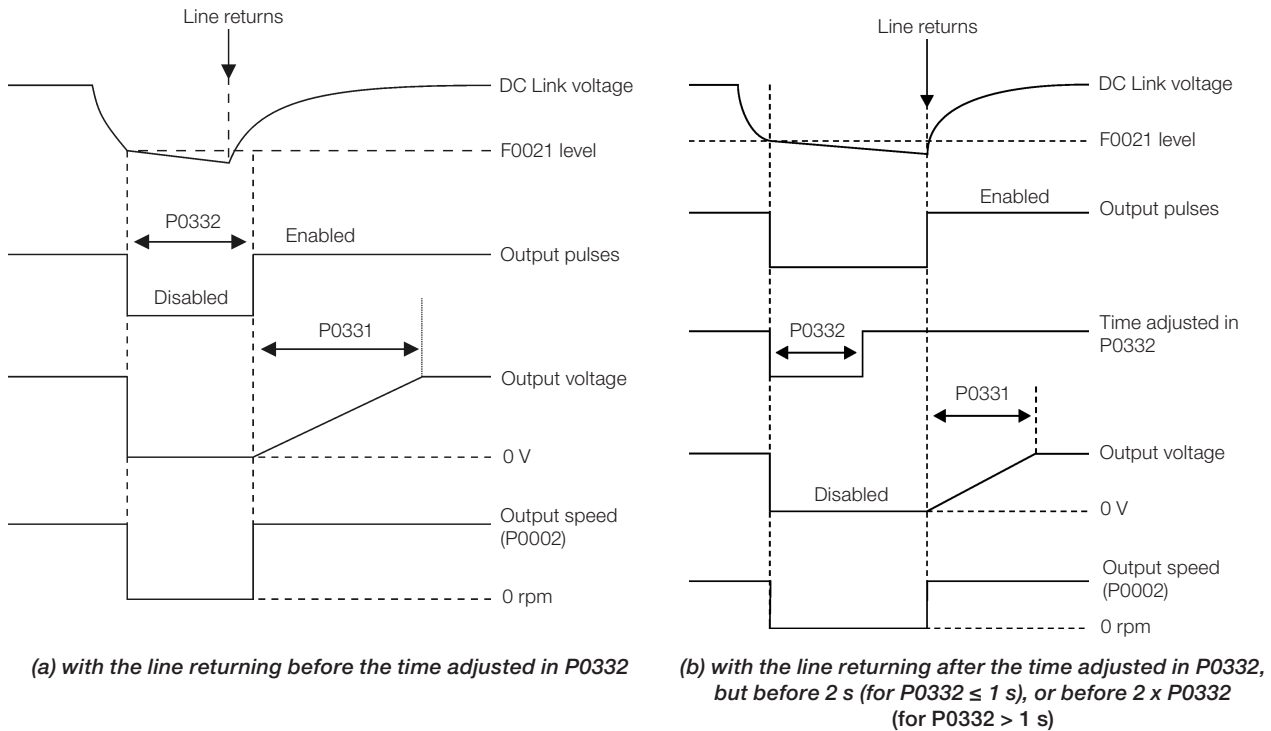 Line returns
DC Link voltage
F0021 level
P0332
Enabled
Output pulses
Disabled
P0331
Output voltage
0 V
Output speed
(P0002)
0 rpm
(a) with the line returning before the time adjusted in P0332
Line returns
DC Link voltage
F0021 level
Enabled
Output pulses
P0332
Time adjusted in
P0332
P0331
Output voltage
Disabled
0 V
Output speed
(P0002)
0 rpm
(b) with the line returning after the time adjusted in P0332,
but before 2 s (for P0332 ≤ 1 s), or before 2 x P0332
(for P0332 > 1 s)